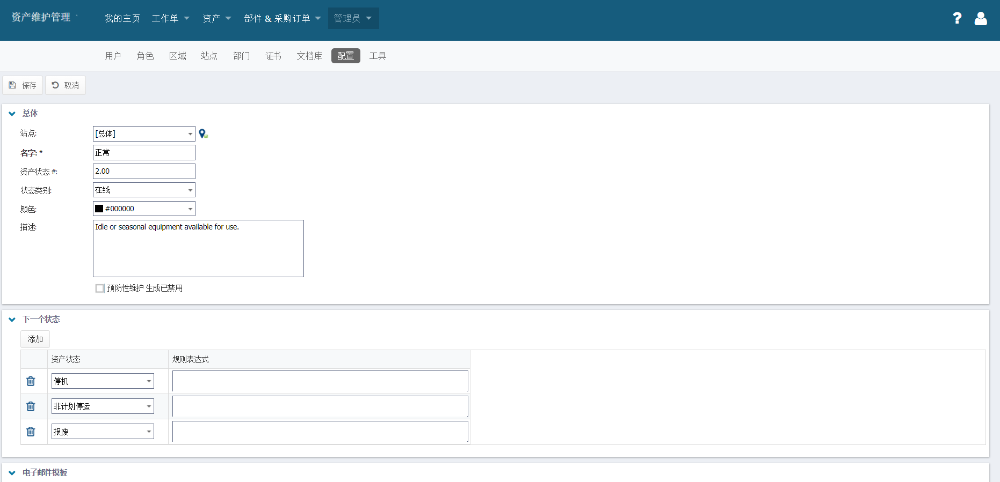 资产维护管理
我的主页 工作单 资产 部件 & 采购订单 管理员
用户 角色 区域 站点 部门 证书 文档库 配置 工具
保存 取消
总体
站点: [总体]
名字: * 正常
资产状态 #: 2.00
状态类别: 在线
颜色: #000000
描述: Idle or seasonal equipment available for use.
预防性维护 生成已禁用
下一个状态
添加
资产状态 规则表达式
停机
非计划停运
报废
电子邮件模板